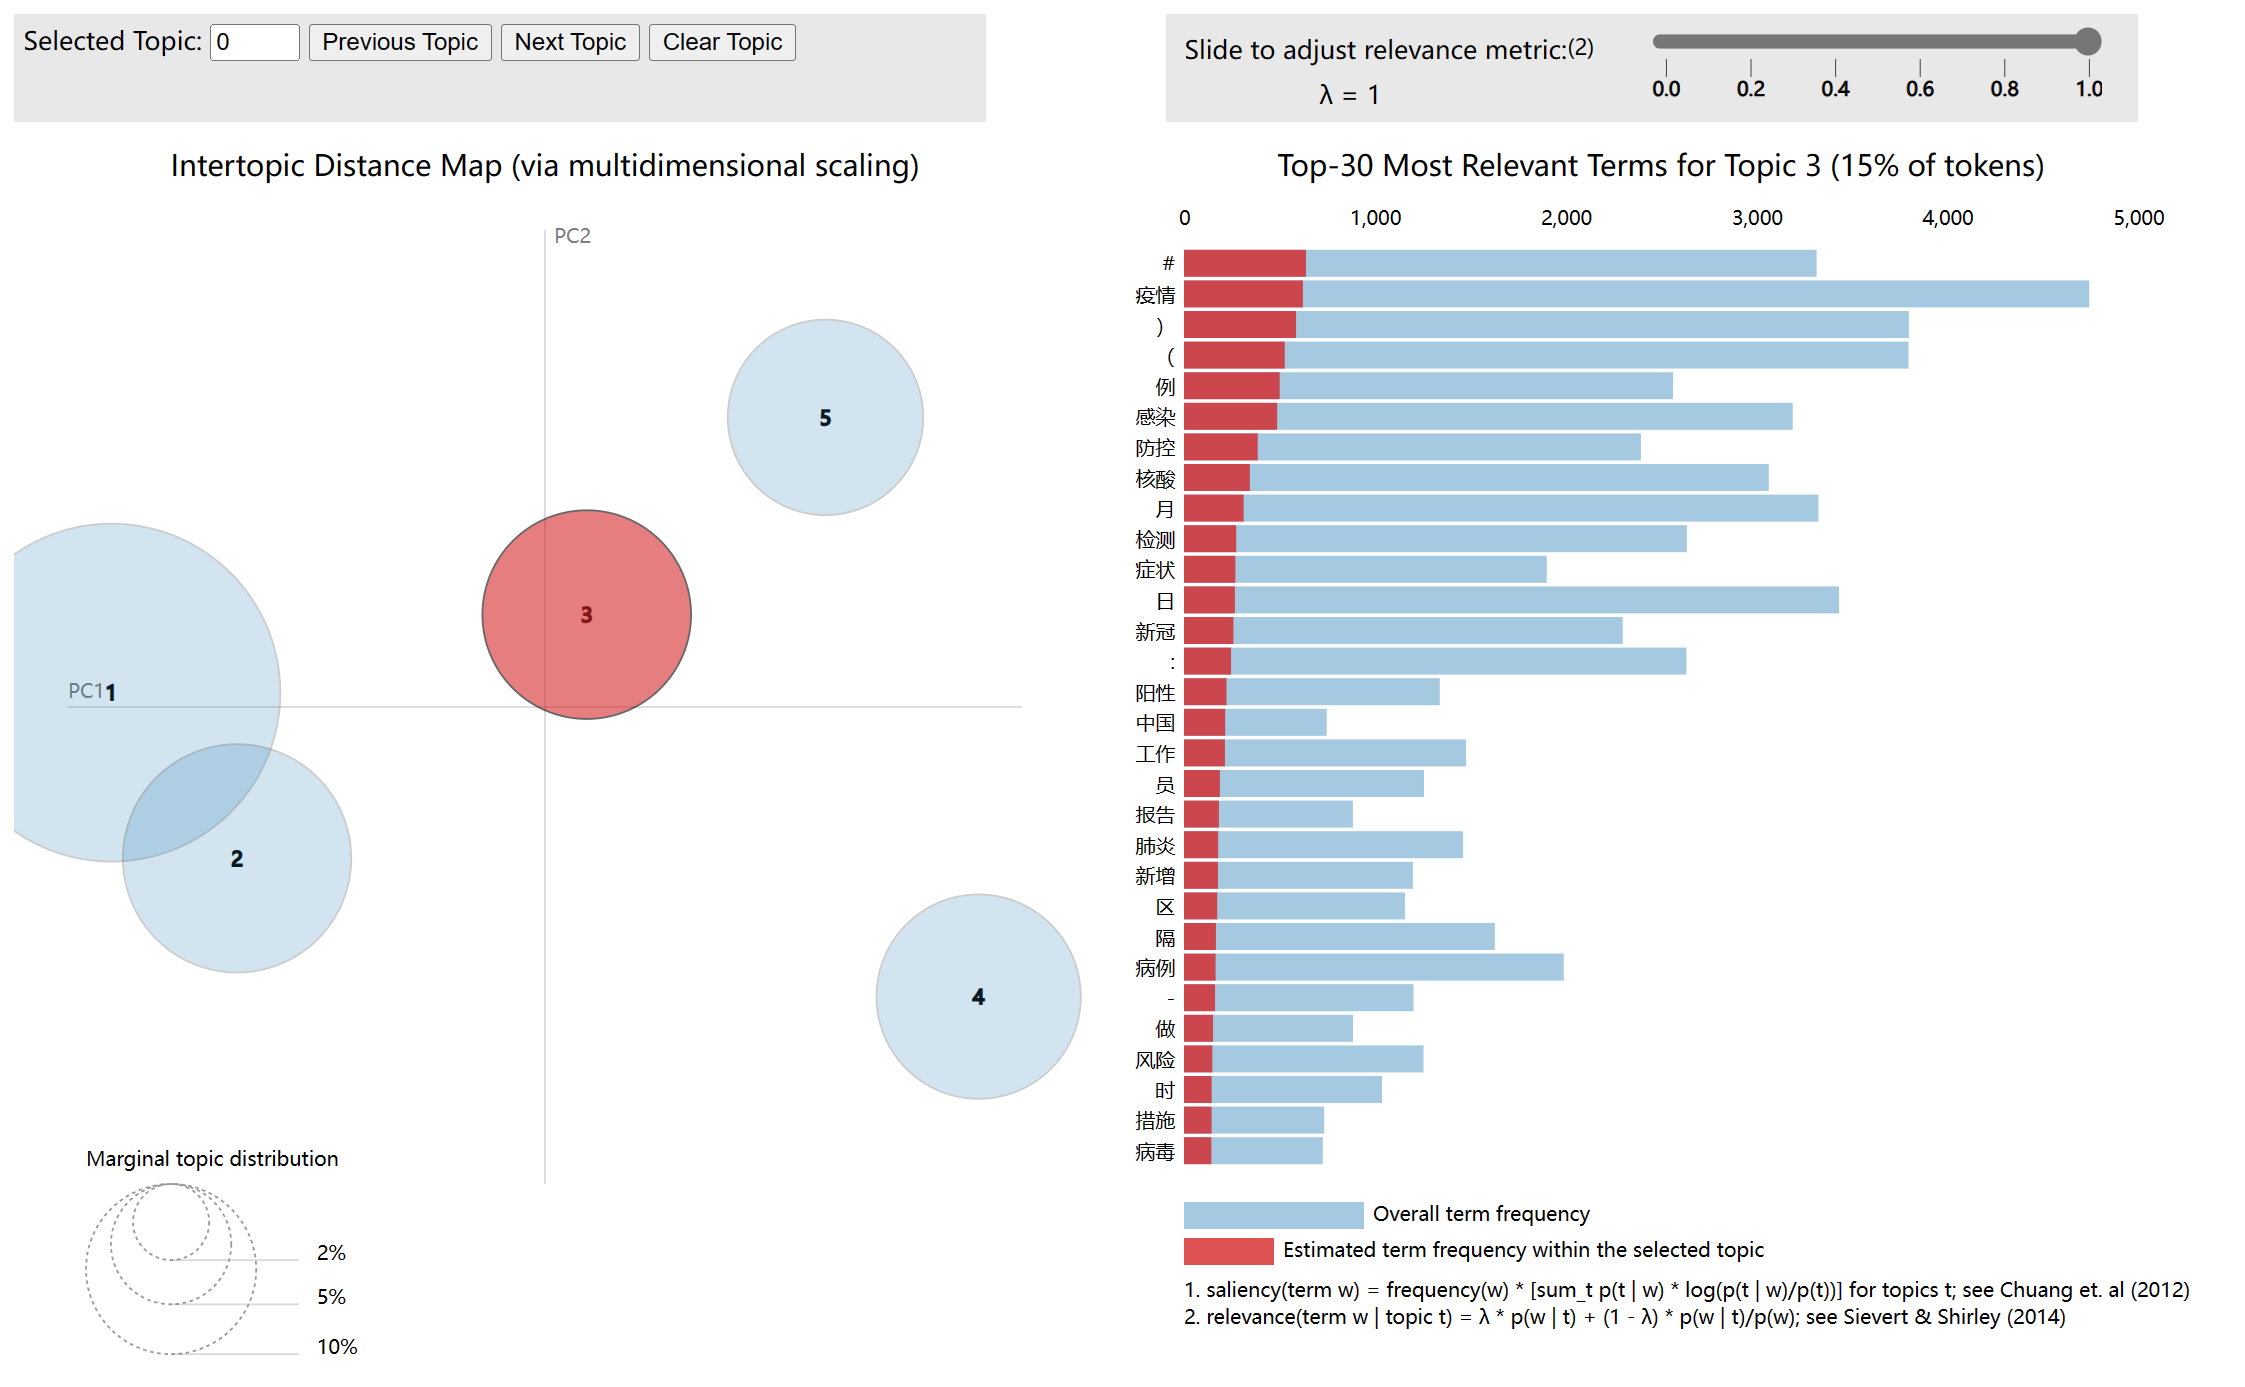 Selected Topic: 0 Previous Topic Next Topic Clear Topic
Slide to adjust relevance metric:(2)
λ = 1
0.0 0.2 0.4 0.6 0.8 1.0
Intertopic Distance Map (via multidimensional scaling)
PC2
5
3
PC1
1
2
4
Marginal topic distribution
2%
5%
10%
Top-30 Most Relevant Terms for Topic 3 (15% of tokens)
0 1,000 2,000 3,000 4,000 5,000
#
疫情
)
(
例
感染
防控
核酸
月
检测
症状
日
新冠
:
阳性
中国
工作
员
报告
肺炎
新增
区
隔
病例
-
做
风险
时
措施
病毒
Overall term frequency
Estimated term frequency within the selected topic
1. saliency(term w) = frequency(w) * [sum_t p(t | w) * log(p(t | w)/p(t))] for topics t; see Chuang et. al (2012)
2. relevance(term w | topic t) = λ * p(w | t) + (1 - λ) * p(w | t)/p(w); see Sievert & Shirley (2014)